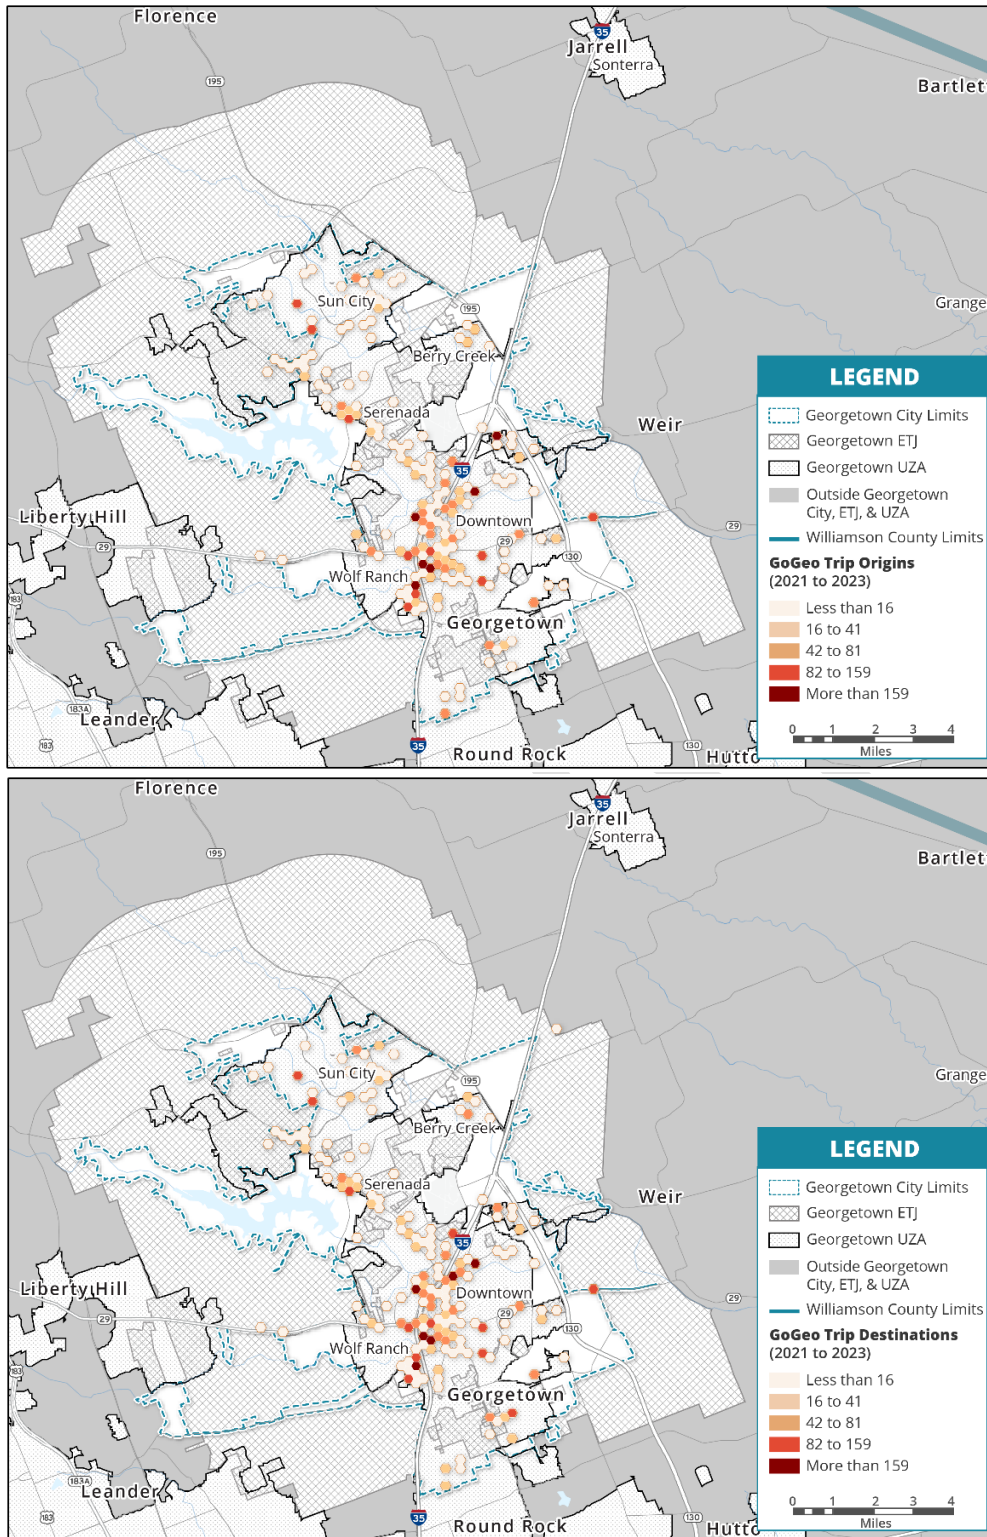 Florence
35
Jarrell
Sonterra
195
Bartlet
Sun City
195
Grange
Berry Creek
LEGEND
Georgetown City Limits
Georgetown ETJ
Georgetown UZA
Outside Georgetown
City, ETJ, & UZA
Williamson County Limits
GoGeo Trip Origins
(2021 to 2023)
Less than 16
16 to 41
42 to 81
82 to 159
More than 159
0 1 2 3 4
Miles
Serenada
Weir
35
Liberty Hill
Downtown
29
29
29
130
Wolf Ranch
183
Georgetown
183A
Leander
183
35
Round Rock
130
Hutto
Florence
35
Jarrell
Sonterra
195
Bartlet
Sun City
195
Grange
Berry Creek
LEGEND
Georgetown City Limits
Georgetown ETJ
Georgetown UZA
Outside Georgetown
City, ETJ, & UZA
Williamson County Limits
GoGeo Trip Destinations
(2021 to 2023)
Less than 16
16 to 41
42 to 81
82 to 159
More than 159
0 1 2 3 4
Miles
Serenada
Weir
35
Liberty Hill
Downtown
29
29
29
130
Wolf Ranch
183
Georgetown
183A
Leander
183
35
Round Rock
130
Hutto